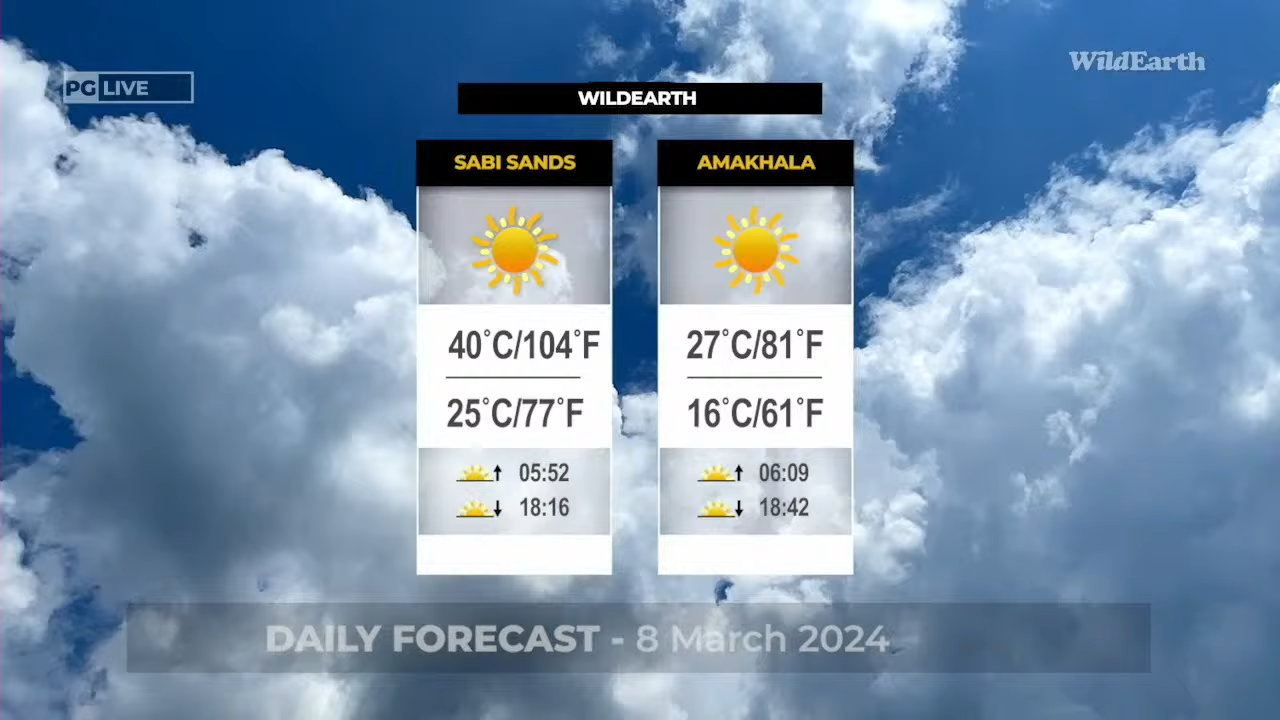 PG LIVE
WildEarth
WILDEARTH
SABI SANDS
40°C/104°F
25°C/77°F
05:52
18:16
AMAKHALA
27°C/81°F
16°C/61°F
06:09
18:42
DAILY FORECAST - 8 March 2024